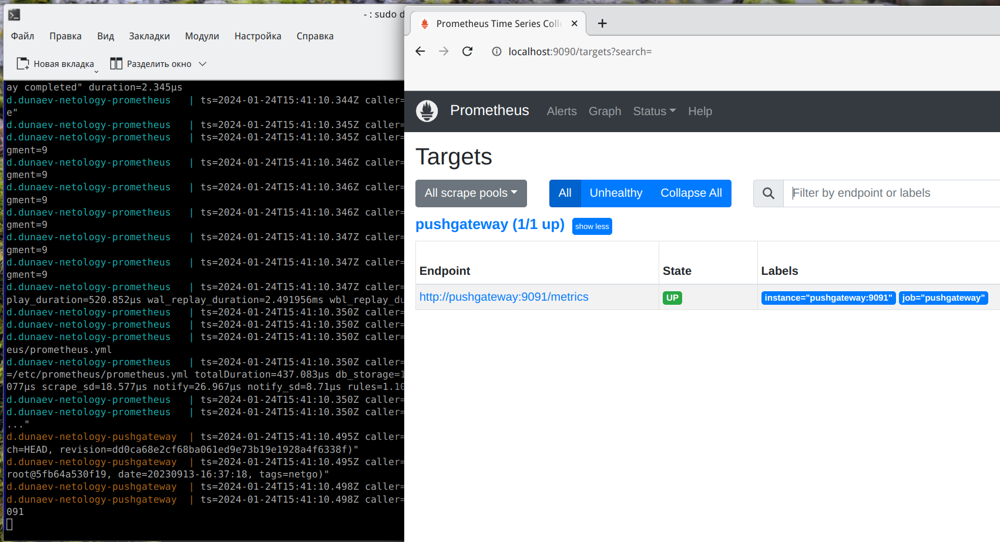 - : sudo d
Файл Правка Вид Закладки Модули Настройка Справка
Новая вкладка Разделить окно
ay completed" duration=2.345µs
d.dunaev-netology-prometheus | ts=2024-01-24T15:41:10.344Z caller=
e"
d.dunaev-netology-prometheus | ts=2024-01-24T15:41:10.345Z caller=
d.dunaev-netology-prometheus | ts=2024-01-24T15:41:10.345Z caller=
gment=9
d.dunaev-netology-prometheus | ts=2024-01-24T15:41:10.346Z caller=
gment=9
d.dunaev-netology-prometheus | ts=2024-01-24T15:41:10.346Z caller=
gment=9
d.dunaev-netology-prometheus | ts=2024-01-24T15:41:10.346Z caller=
gment=9
d.dunaev-netology-prometheus | ts=2024-01-24T15:41:10.347Z caller=
gment=9
d.dunaev-netology-prometheus | ts=2024-01-24T15:41:10.347Z caller=
gment=9
d.dunaev-netology-prometheus | ts=2024-01-24T15:41:10.347Z caller=
play_duration=520.852µs wal_replay_duration=2.491956ms wbl_replay_du
d.dunaev-netology-prometheus | ts=2024-01-24T15:41:10.350Z caller=
d.dunaev-netology-prometheus | ts=2024-01-24T15:41:10.350Z caller=
d.dunaev-netology-prometheus | ts=2024-01-24T15:41:10.350Z caller=
eus/prometheus.yml
d.dunaev-netology-prometheus | ts=2024-01-24T15:41:10.350Z caller=
=/etc/prometheus/prometheus.yml totalDuration=437.083µs db_storage=1
077µs scrape_sd=18.577µs notify=26.967µs notify_sd=8.71µs rules=1.10
d.dunaev-netology-prometheus | ts=2024-01-24T15:41:10.350Z caller=
d.dunaev-netology-prometheus | ts=2024-01-24T15:41:10.350Z caller=
..."
d.dunaev-netology-pushgateway | ts=2024-01-24T15:41:10.495Z caller=
ch=HEAD, revision=dd0ca68e2cf68ba061ed9e73b19e1928a4f6338f)"
d.dunaev-netology-pushgateway | ts=2024-01-24T15:41:10.495Z caller=
root@5fb64a530f19, date=20230913-16:37:18, tags=netgo)"
d.dunaev-netology-pushgateway | ts=2024-01-24T15:41:10.498Z caller=
d.dunaev-netology-pushgateway | ts=2024-01-24T15:41:10.498Z caller=
091
Prometheus Time Series Colle
localhost:9090/targets?search=
Prometheus Alerts Graph Status Help
Targets
All scrape pools All Unhealthy Collapse All Filter by endpoint or labels
pushgateway (1/1 up) show less
Endpoint State Labels
http://pushgateway:9091/metrics UP instance="pushgateway:9091" job="pushgateway"